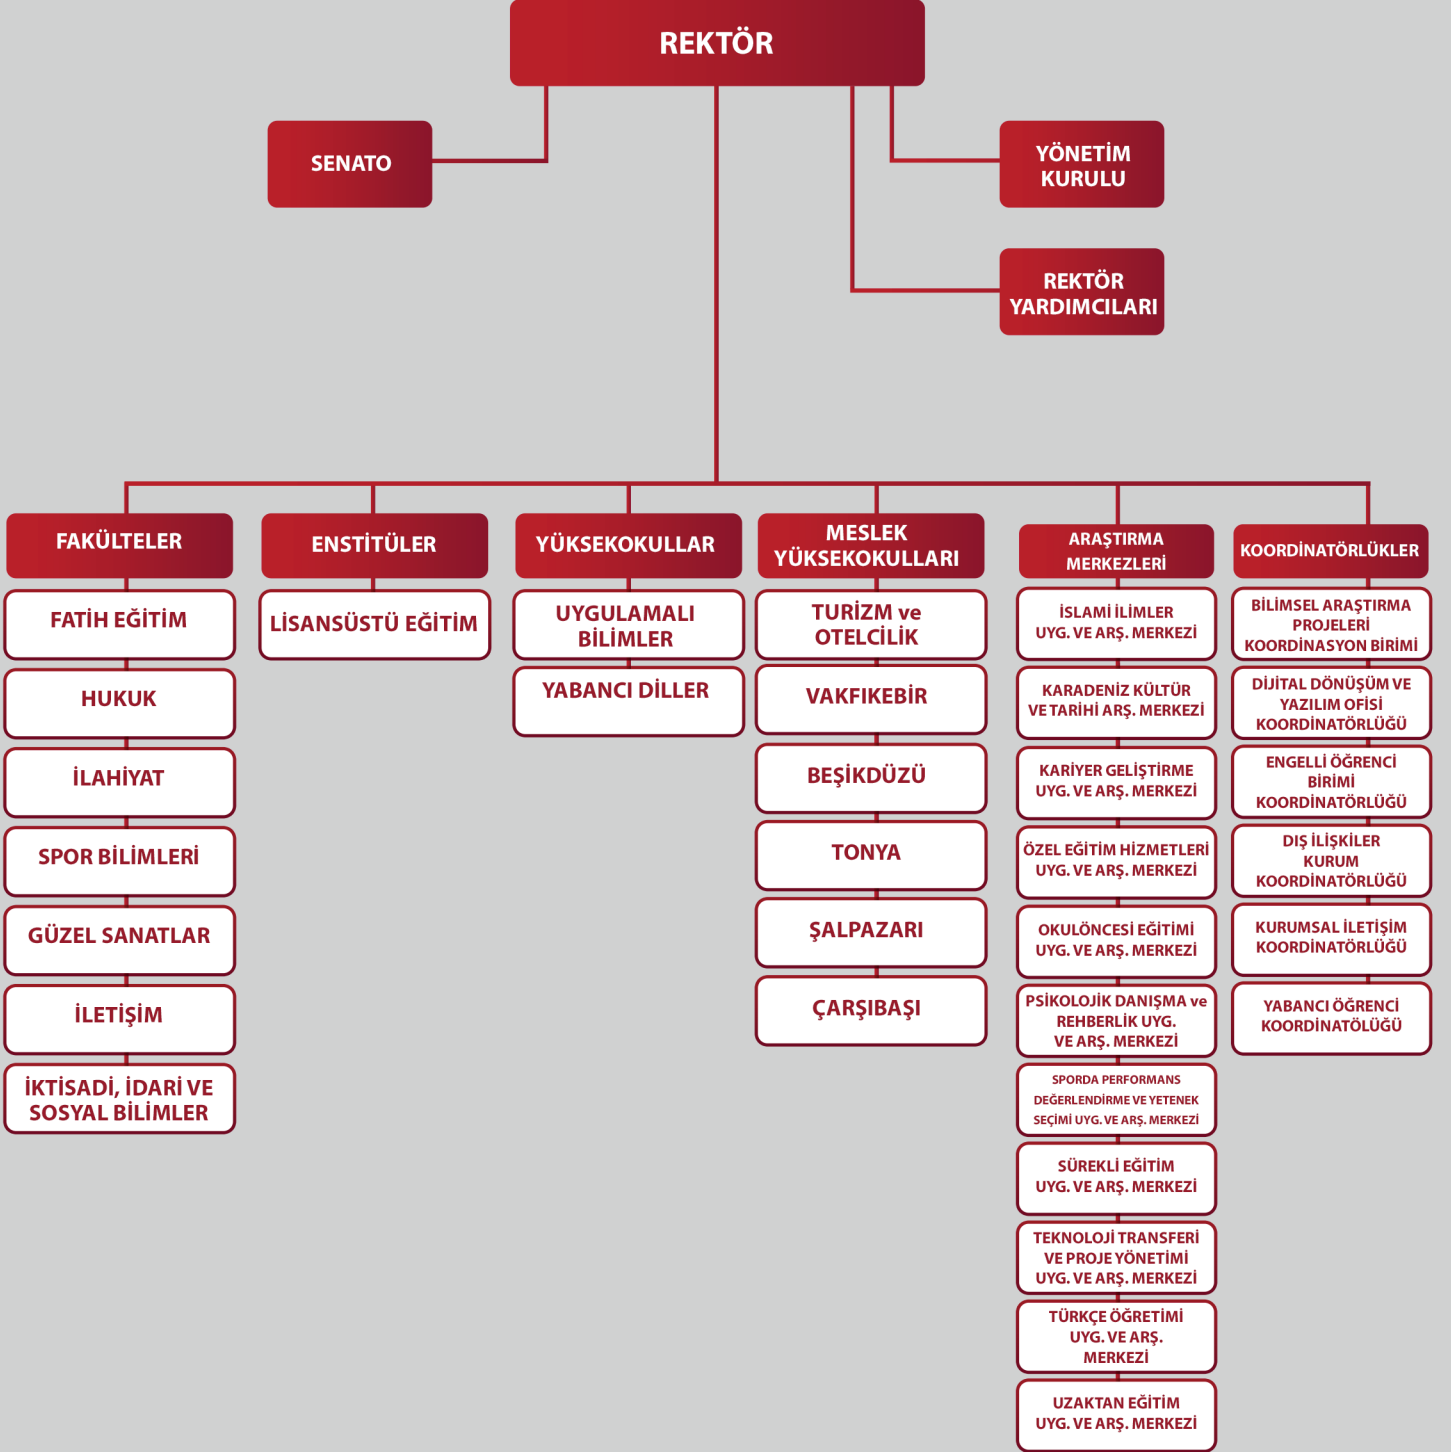 REKTÖR
SENATO
YÖNETİM
KURULU
REKTÖR
YARDIMCILARI
FAKÜLTELER
FATİH EĞİTİM
HUKUK
İLAHİYAT
SPOR BİLİMLERİ
GÜZEL SANATLAR
İLETİŞİM
İKTİSADİ, İDARİ VE
SOSYAL BİLİMLER
ENSTİTÜLER
LİSANSÜSTÜ EĞİTİM
YÜKSEKOKULLAR
UYGULAMALI
BİLİMLER
YABANCI DİLLER
MESLEK
YÜKSEKOKULLARI
TURİZM ve
OTELCİLİK
VAKFIKEBİR
BEŞİKDÜZÜ
TONYA
ŞALPAZARI
ÇARŞIBAŞI
ARAŞTIRMA
MERKEZLERİ
İSLAMİ İLİMLER
UYG. VE ARŞ. MERKEZİ
KARADENİZ KÜLTÜR
VE TARİHİ ARŞ. MERKEZİ
KARİYER GELİŞTİRME
UYG. VE ARŞ. MERKEZİ
ÖZEL EĞİTİM HİZMETLERİ
UYG. VE ARŞ. MERKEZİ
OKULÖNCESİ EĞİTİMİ
UYG. VE ARŞ. MERKEZİ
PSİKOLOJİK DANIŞMA ve
REHBERLİK UYG.
VE ARŞ. MERKEZİ
SPORDA PERFORMANS
DEĞERLENDİRME VE YETENEK
SEÇİMİ UYG. VE ARŞ. MERKEZİ
SÜREKLİ EĞİTİM
UYG. VE ARŞ. MERKEZİ
TEKNOLOJİ TRANSFERİ
VE PROJE YÖNETİMİ
UYG. VE ARŞ. MERKEZİ
TÜRKÇE ÖĞRETİMİ
UYG. VE ARŞ.
MERKEZİ
UZAKTAN EĞİTİM
UYG. VE ARŞ. MERKEZİ
KOORDİNATÖRLÜKLER
BİLİMSEL ARAŞTIRMA
PROJELERİ
KOORDİNASYON BİRİMİ
DİJİTAL DÖNÜŞÜM VE
YAZILIM OFİSİ
KOORDİNATÖRLÜĞÜ
ENGELLİ ÖĞRENCİ
BİRİMİ
KOORDİNATÖRLÜĞÜ
DIŞ İLİŞKİLER
KURUM
KOORDİNATÖRLÜĞÜ
KURUMSAL İLETİŞİM
KOORDİNATÖRLÜĞÜ
YABANCI ÖĞRENCİ
KOORDİNATÖLÜĞÜ